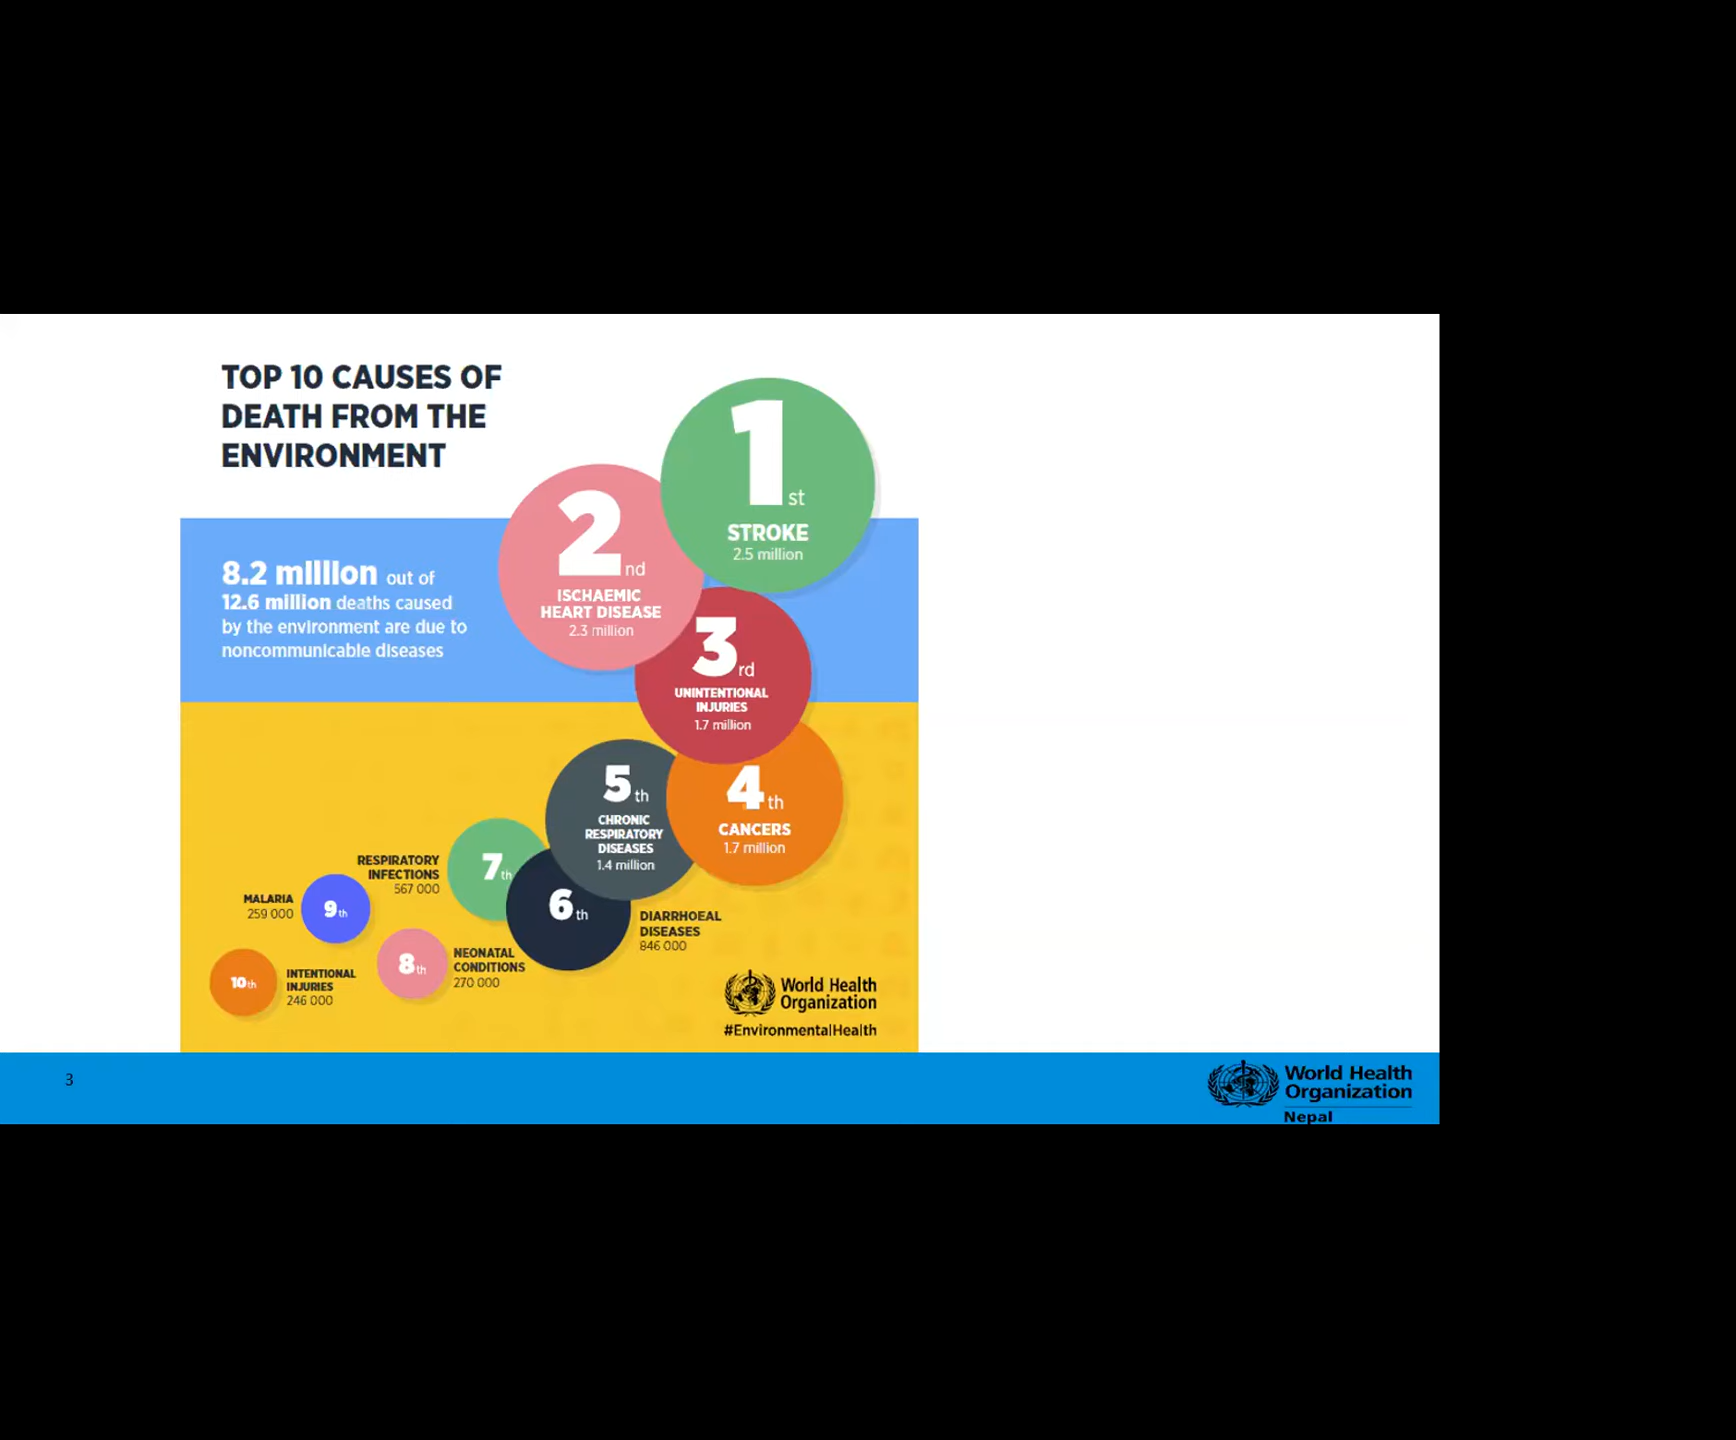 TOP 10 CAUSES OF
DEATH FROM THE
ENVIRONMENT
8.2 million out of
12.6 million deaths caused
by the environment are due to
noncommunicable diseases
1st
STROKE
2.5 million
2nd
ISCHAEMIC
HEART DISEASE
2.3 million
3rd
UNINTENTIONAL
INJURIES
1.7 million
4th
CANCERS
1.7 million
5th
CHRONIC
RESPIRATORY
DISEASES
1.4 million
6th
DIARRHOEAL
DISEASES
846 000
7th
RESPIRATORY
INFECTIONS
567 000
8th
NEONATAL
CONDITIONS
270 000
9th
MALARIA
259 000
10th
INTENTIONAL
INJURIES
246 000
World Health
Organization
#EnvironmentalHealth
3
World Health
Organization
Nepal